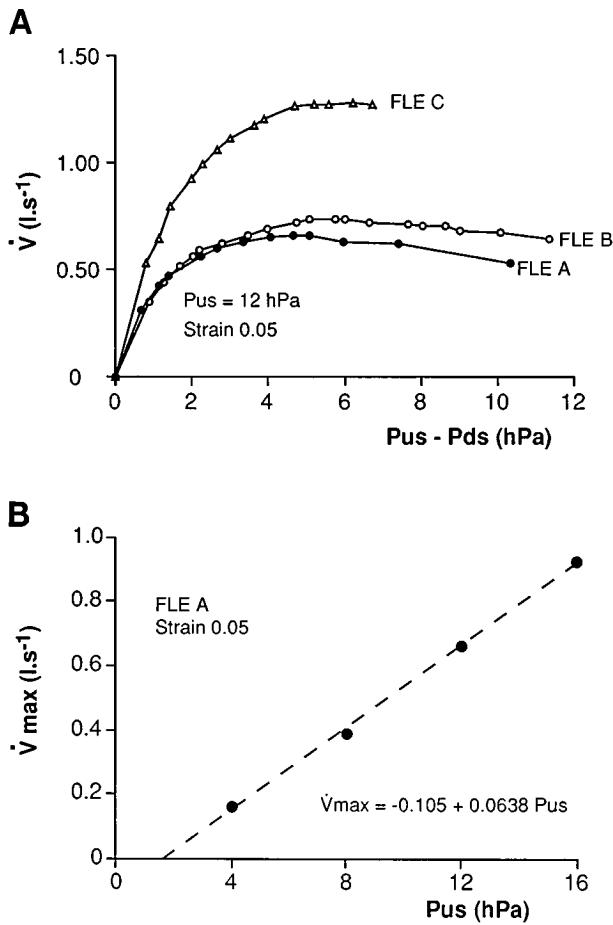 A
1.50
1.00
0.50
0
V̇ (l.s⁻¹)
FLE C
FLE B
FLE A
Pus = 12 hPa
Strain 0.05
0 2 4 6 8 10 12
Pus - Pds (hPa)
B
1.0
0.8
0.6
0.4
0.2
0
V̇ max (l.s⁻¹)
FLE A
Strain 0.05
V̇max = -0.105 + 0.0638 Pus
0 4 8 12 16
Pus (hPa)